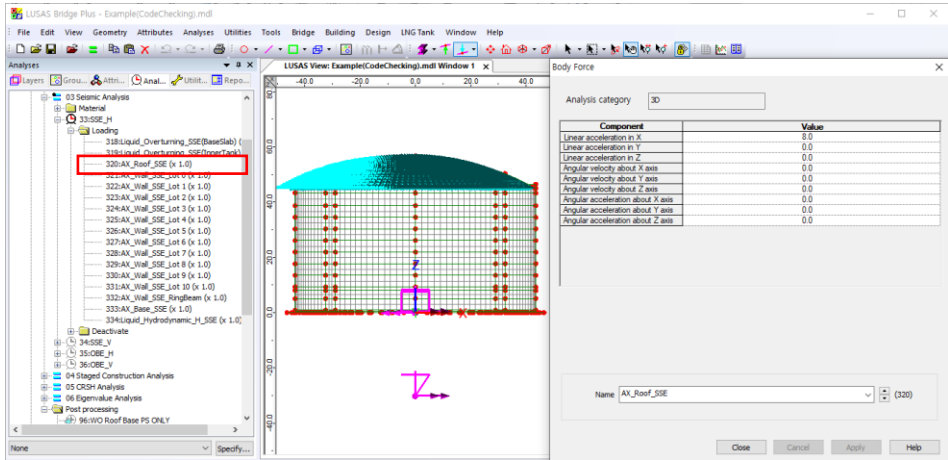 LUSAS Bridge Plus - Example(CodeChecking).mdl
File Edit View Geometry Attributes Analyses Utilities Tools Bridge Building Design LNG Tank Window Help
Analyses
Layers Grou... Attri... Anal... Utilit... Repo...
03 Seismic Analysis
Material
33:SSE_H
Loading
318:Liquid_Overturning_SSE(BaseSlab) (
319:Liquid_Overturning_SSE(InnerTank)
320:AX_Roof_SSE (x 1.0)
321:AX_Wall_SSE_Lot 0 (x 1.0)
322:AX_Wall_SSE_Lot 1 (x 1.0)
323:AX_Wall_SSE_Lot 2 (x 1.0)
324:AX_Wall_SSE_Lot 3 (x 1.0)
325:AX_Wall_SSE_Lot 4 (x 1.0)
326:AX_Wall_SSE_Lot 5 (x 1.0)
327:AX_Wall_SSE_Lot 6 (x 1.0)
328:AX_Wall_SSE_Lot 7 (x 1.0)
329:AX_Wall_SSE_Lot 8 (x 1.0)
330:AX_Wall_SSE_Lot 9 (x 1.0)
331:AX_Wall_SSE_Lot 10 (x 1.0)
332:AX_Wall_SSE_RingBeam (x 1.0)
333:AX_Base_SSE (x 1.0)
334:Liquid_Hydrodynamic_H_SSE (x 1.0)
Deactivate
34:SSE_V
35:OBE_H
36:OBE_V
04 Staged Construction Analysis
05 CRSH Analysis
06 Eigenvalue Analysis
Post processing
96:WO Roof Base PS ONLY
None Specify...
LUSAS View: Example(CodeChecking).mdl Window 1 x
-40.0 -20.0 0.0 20.0 40.0
80.0
60.0
40.0
20.0
0.0
-20.0
-40.0
Z
X
Z
Body Force
Analysis category 3D
Component Value
Linear acceleration in X 8.0
Linear acceleration in Y 0.0
Linear acceleration in Z 0.0
Angular velocity about X axis 0.0
Angular velocity about Y axis 0.0
Angular velocity about Z axis 0.0
Angular acceleration about X axis 0.0
Angular acceleration about Y axis 0.0
Angular acceleration about Z axis 0.0
Name AX_Roof_SSE (320)
Close Cancel Apply Help